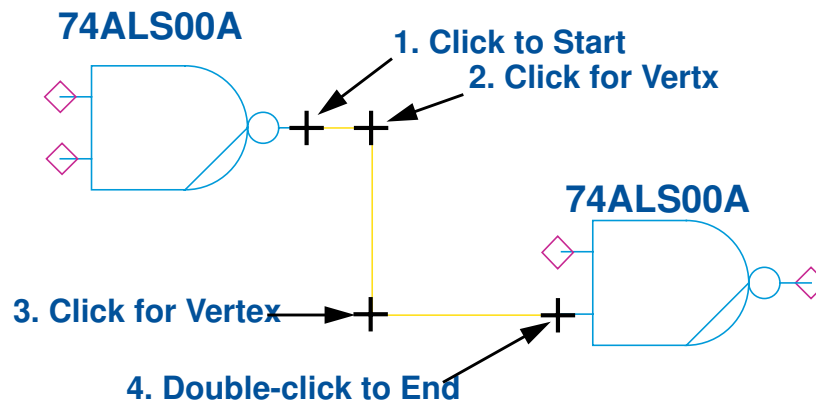 74ALS00A
1. Click to Start
2. Click for Vertx
74ALS00A
3. Click for Vertex
4. Double-click to End